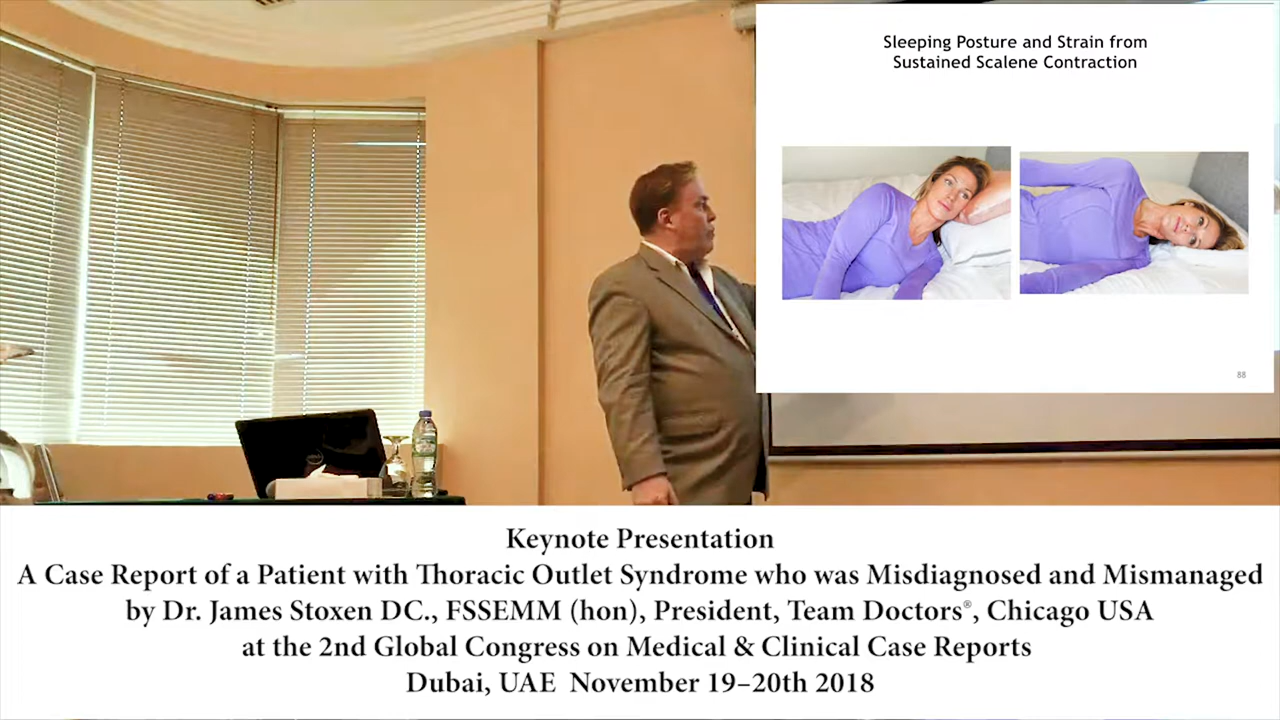 Sleeping Posture and Strain from
Sustained Scalene Contraction
88
Keynote Presentation
A Case Report of a Patient with Thoracic Outlet Syndrome who was Misdiagnosed and Mismanaged
by Dr. James Stoxen DC., FSSEMM (hon), President, Team Doctors®, Chicago USA
at the 2nd Global Congress on Medical & Clinical Case Reports
Dubai, UAE November 19–20th 2018